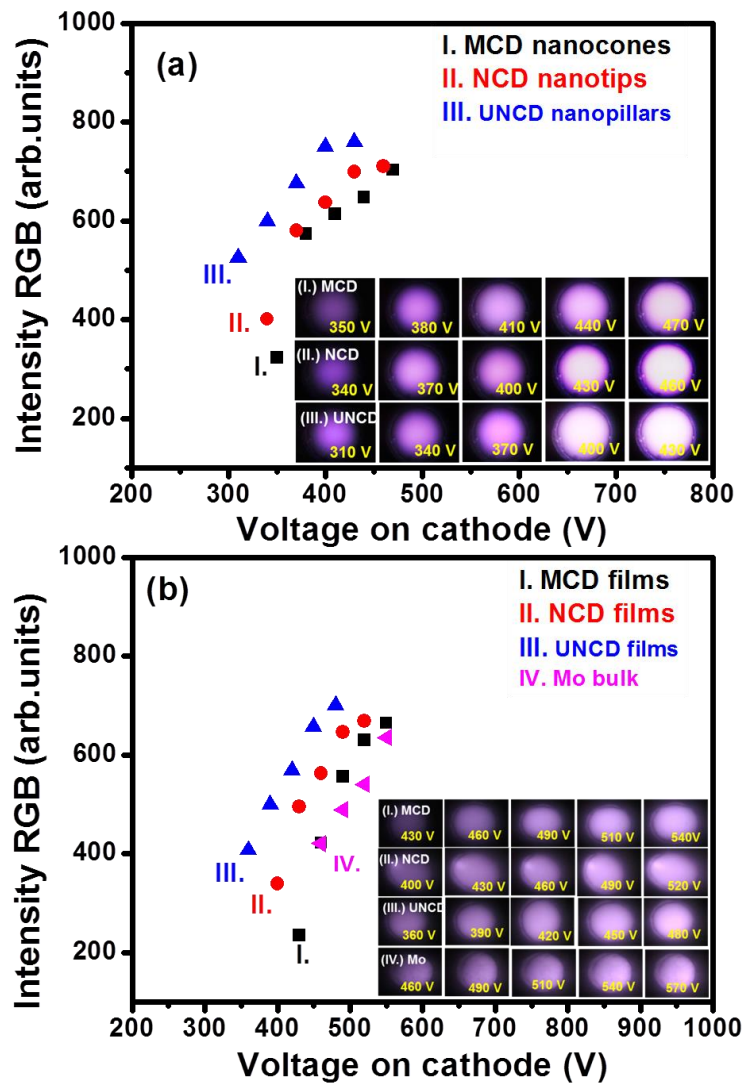 1000
800
600
400
200
Intensity RGB (arb.units)
(a)
I. MCD nanocones
II. NCD nanotips
III. UNCD nanopillars
III.
II.
I.
(I.) MCD
350 V 380 V 410 V 440 V 470 V
(II.) NCD
340 V 370 V 400 V 430 V 460 V
(III.) UNCD
310 V 340 V 370 V 400 V 430 V
200 300 400 500 600 700 800
Voltage on cathode (V)
1000
800
600
400
200
Intensity RGB (arb.units)
(b)
I. MCD films
II. NCD films
III. UNCD films
IV. Mo bulk
III.
II.
I.
IV.
(I.) MCD
430 V 460 V 490 V 510 V 540V
(II.) NCD
400 V 430 V 460 V 490 V 520 V
(III.) UNCD
360 V 390 V 420 V 450 V 480 V
(IV.) Mo
460 V 490 V 510 V 540 V 570 V
200 300 400 500 600 700 800 900 1000
Voltage on cathode (V)